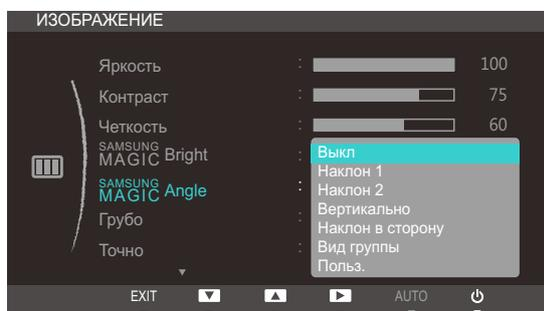 ИЗОБРАЖЕНИЕ
Яркость : 100
Контраст : 75
Четкость : 60
SAMSUNG
MAGIC Bright :
SAMSUNG
MAGIC Angle :
Грубо :
Точно :
Выкл
Наклон 1
Наклон 2
Вертикально
Наклон в сторону
Вид группы
Польз.
EXIT AUTO